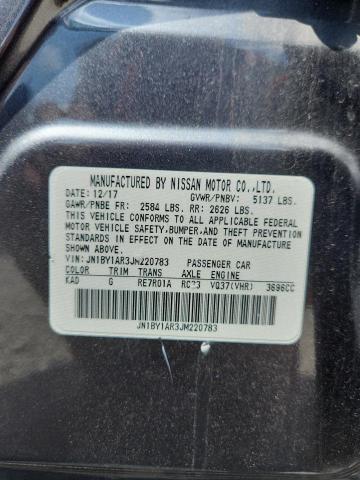 MANUFACTURED BY NISSAN MOTOR CO.,LTD.
DATE: 12/17 GVWR/PNBV: 5137 LBS.
GAWR/PNBE FR: 2584 LBS. RR: 2626 LBS.
THIS VEHICLE CONFORMS TO ALL APPLICABLE FEDERAL
MOTOR VEHICLE SAFETY,BUMPER,AND THEFT PREVENTION
STANDARDS IN EFFECT ON THE DATE OF MANUFACTURE
SHOWN ABOVE.
VIN: JN1BY1AR3JM220783 PASSENGER CAR
COLOR TRIM TRANS AXLE ENGINE
KAD G RE7R01A VQ37(VHR) 3696CC
JN1BY1AR3JM220783